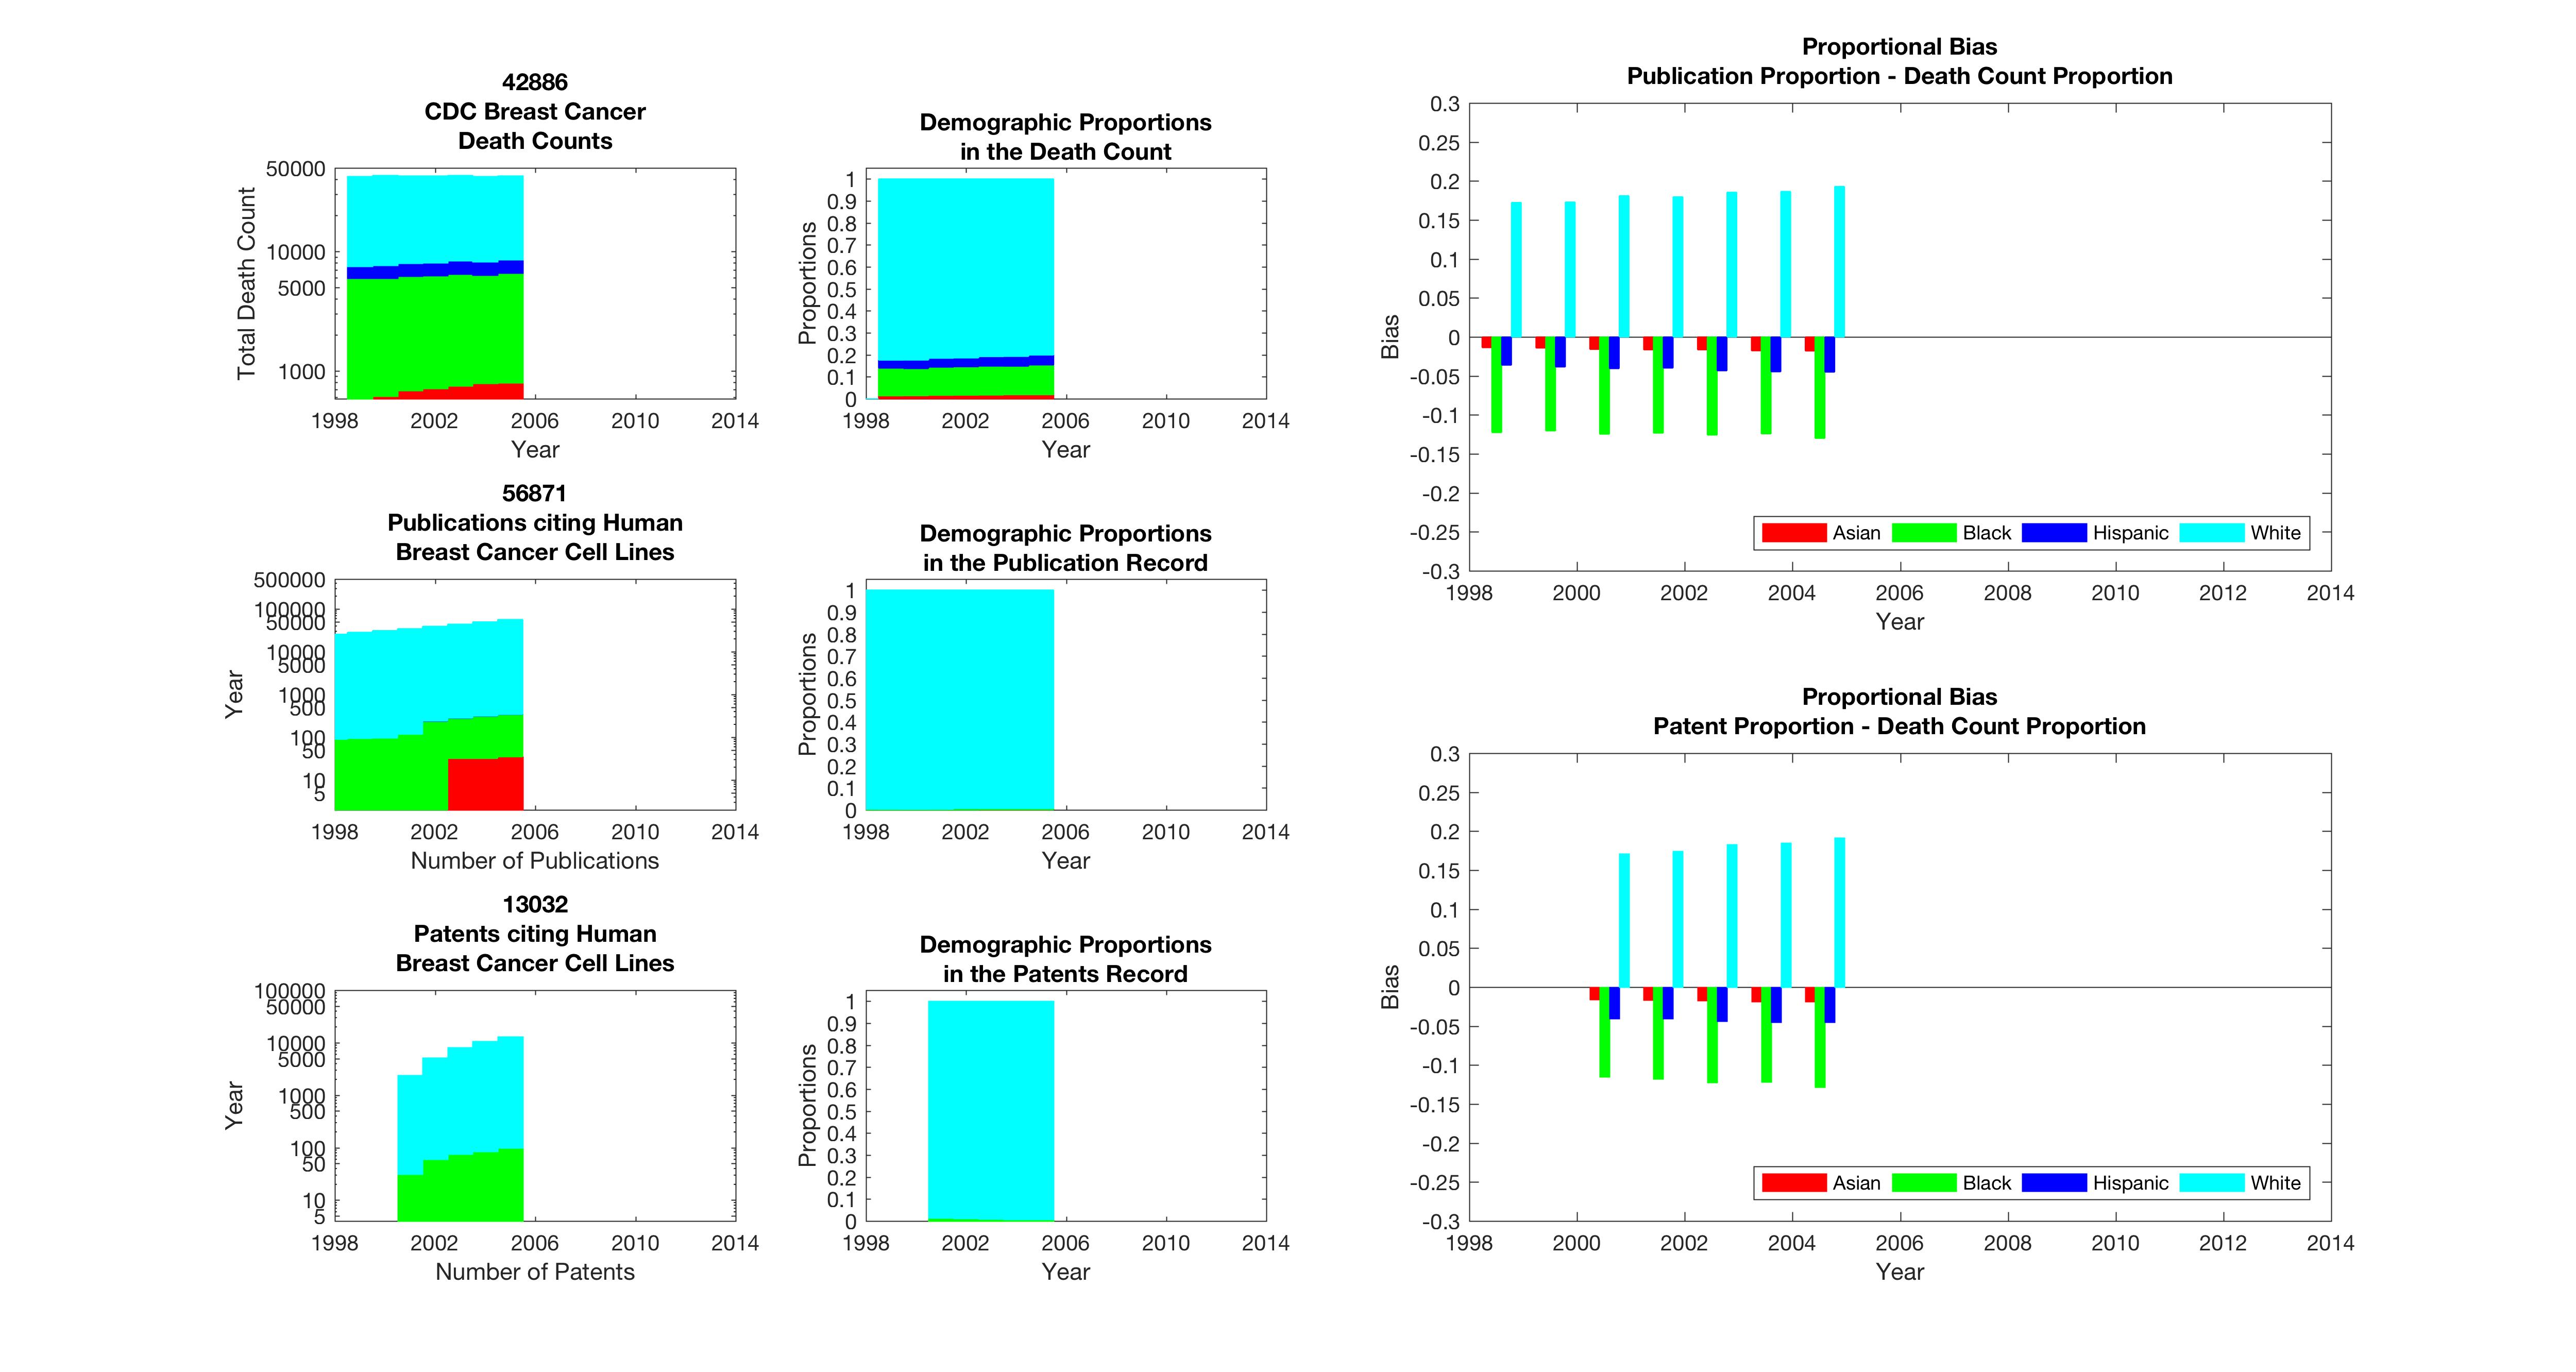 42886
CDC Breast Cancer
Death Counts
Total Death Count
50000
10000
5000
1000
1998 2002 2006 2010 2014
Year
Demographic Proportions
in the Death Count
Proportions
1
0.9
0.8
0.7
0.6
0.5
0.4
0.3
0.2
0.1
0
1998 2002 2006 2010 2014
Year
56871
Publications citing Human
Breast Cancer Cell Lines
Year
500000
100000
50000
10000
5000
1000
500
100
50
10
5
1998 2002 2006 2010 2014
Number of Publications
Demographic Proportions
in the Publication Record
Proportions
1
0.9
0.8
0.7
0.6
0.5
0.4
0.3
0.2
0.1
0
1998 2002 2006 2010 2014
Year
13032
Patents citing Human
Breast Cancer Cell Lines
Year
100000
50000
10000
5000
1000
500
100
50
10
5
1998 2002 2006 2010 2014
Number of Patents
Demographic Proportions
in the Patents Record
Proportions
1
0.9
0.8
0.7
0.6
0.5
0.4
0.3
0.2
0.1
0
1998 2002 2006 2010 2014
Year
Proportional Bias
Publication Proportion - Death Count Proportion
Bias
0.3
0.25
0.2
0.15
0.1
0.05
0
-0.05
-0.1
-0.15
-0.2
-0.25
-0.3
Asian Black Hispanic White
1998 2000 2002 2004 2006 2008 2010 2012 2014
Year
Proportional Bias
Patent Proportion - Death Count Proportion
Bias
0.3
0.25
0.2
0.15
0.1
0.05
0
-0.05
-0.1
-0.15
-0.2
-0.25
-0.3
Asian Black Hispanic White
1998 2000 2002 2004 2006 2008 2010 2012 2014
Year